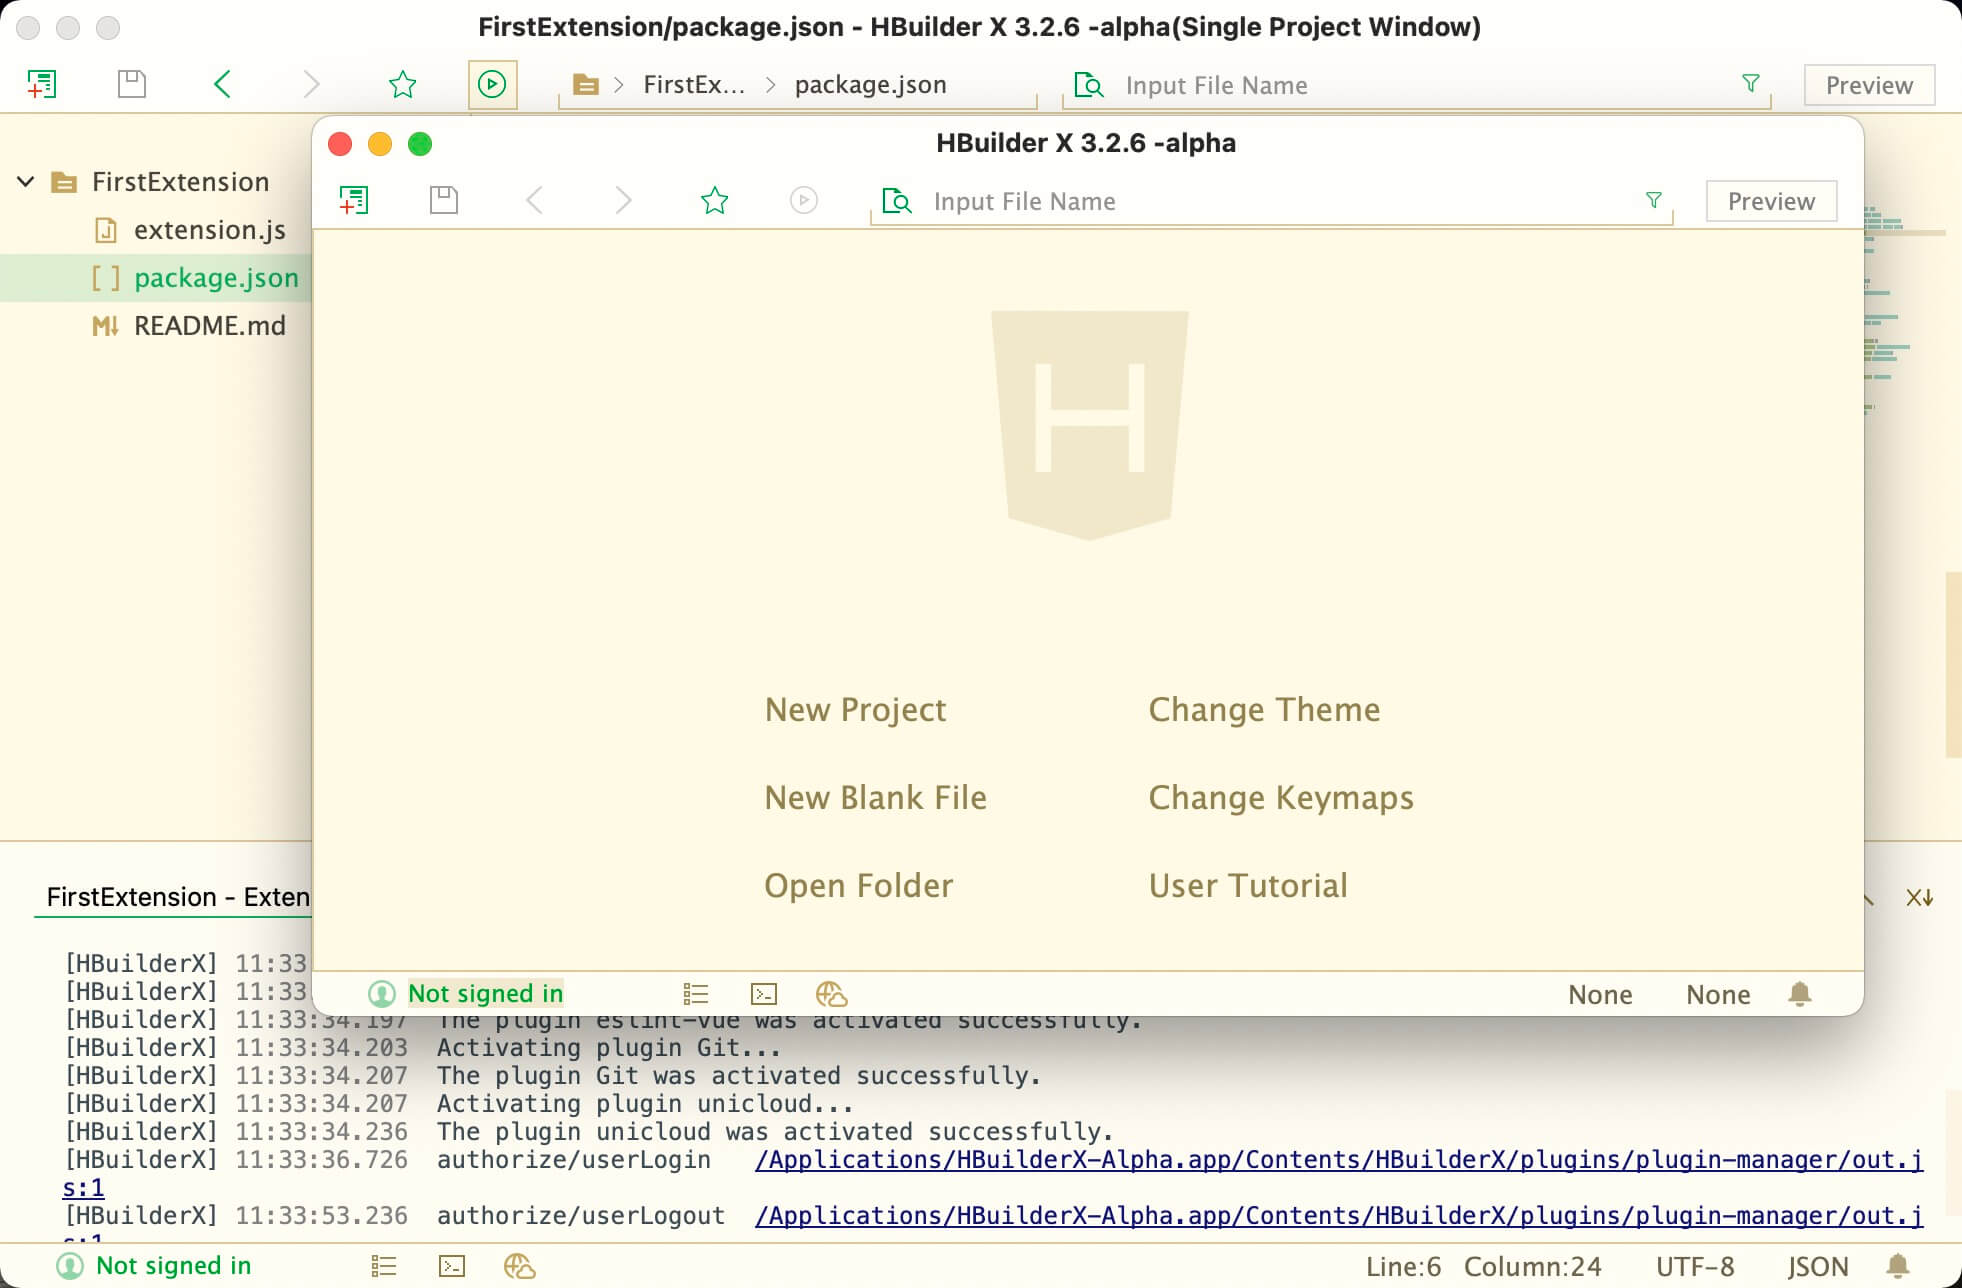 FirstExtension/package.json - HBuilder X 3.2.6 -alpha(Single Project Window)
FirstEx... package.json Input File Name Preview
FirstExtension
extension.js
package.json
README.md
HBuilder X 3.2.6 -alpha
Input File Name Preview
H
New Project Change Theme
New Blank File Change Keymaps
Open Folder User Tutorial
Not signed in None None
FirstExtension - Exten
[HBuilderX] 11:33
[HBuilderX] 11:33
[HBuilderX] 11:33:34.197 The plugin eslint-vue was activated successfully.
[HBuilderX] 11:33:34.203 Activating plugin Git...
[HBuilderX] 11:33:34.207 The plugin Git was activated successfully.
[HBuilderX] 11:33:34.207 Activating plugin unicloud...
[HBuilderX] 11:33:34.236 The plugin unicloud was activated successfully.
[HBuilderX] 11:33:36.726 authorize/userLogin /Applications/HBuilderX-Alpha.app/Contents/HBuilderX/plugins/plugin-manager/out.j
s:1
[HBuilderX] 11:33:53.236 authorize/userLogout /Applications/HBuilderX-Alpha.app/Contents/HBuilderX/plugins/plugin-manager/out.j
s:1
Not signed in Line:6 Column:24 UTF-8 JSON